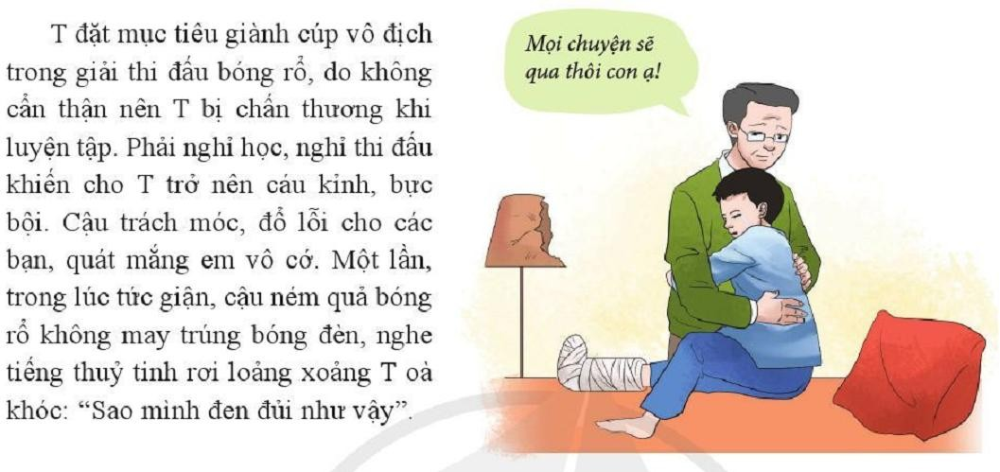 T đặt mục tiêu giành cúp vô địch
trong giải thi đấu bóng rổ, do không
cẩn thận nên T bị chấn thương khi
luyện tập. Phải nghỉ học, nghỉ thi đấu
khiến cho T trở nên cáu kỉnh, bực
bội. Cậu trách móc, đổ lỗi cho các
bạn, quát mắng em vô cớ. Một lần,
trong lúc tức giận, cậu ném quả bóng
rổ không may trúng bóng đèn, nghe
tiếng thuỷ tinh rơi loảng xoảng T oà
khóc: “Sao mình đen đủi như vậy”.
Mọi chuyện sẽ
qua thôi con ạ!